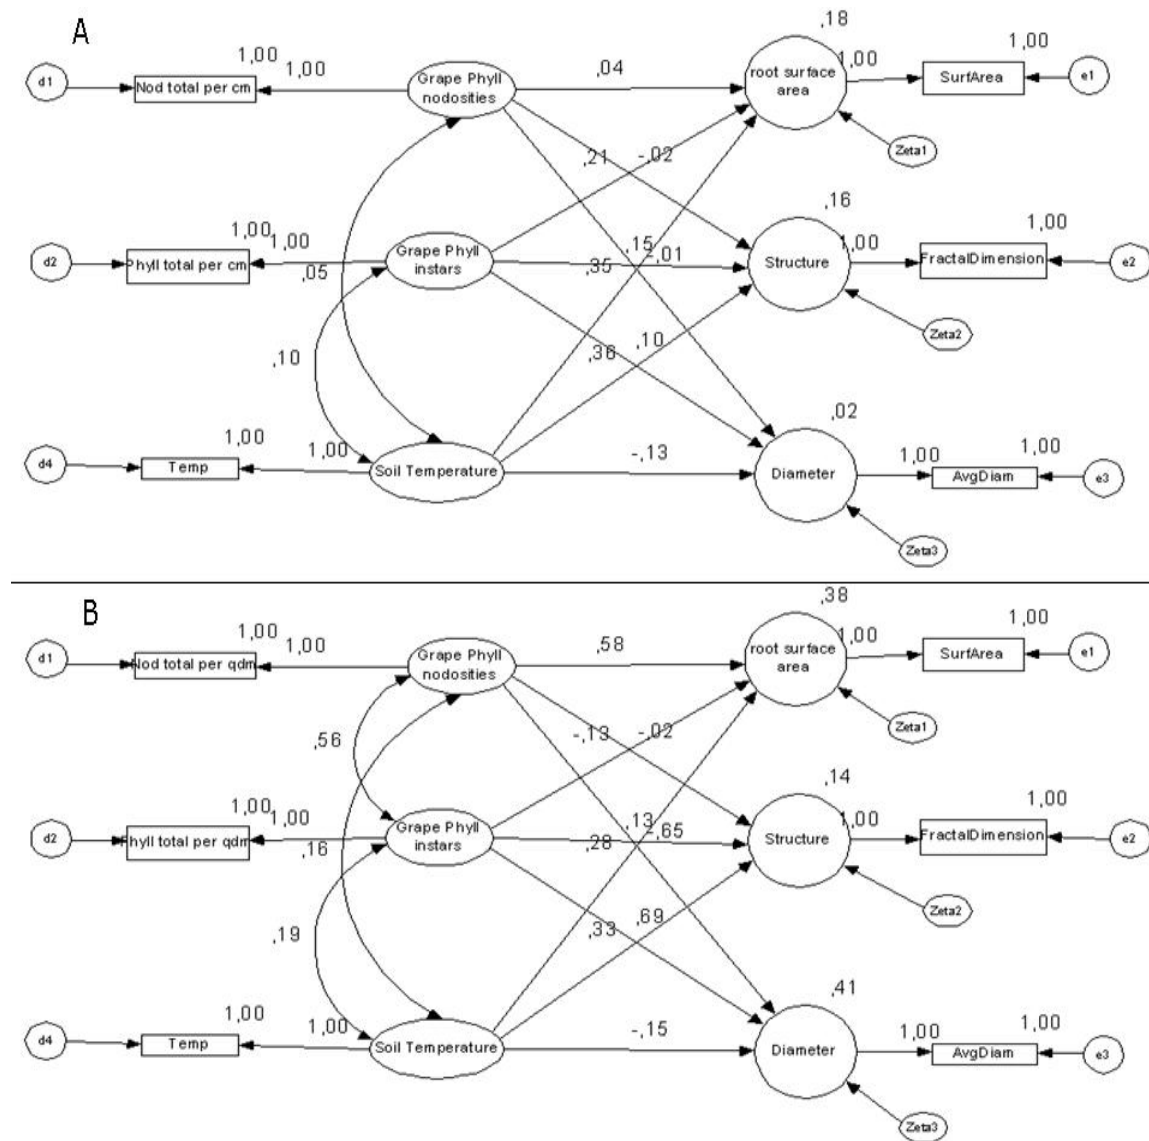 A
,18
1,00
1,00
,04
1,00
1,00
d1
Nod total per cm
Grape Phyll
nodosities
root surface
area
SurfArea
e1
Zeta1
,21
-,02
,16
1,00
1,00
1,00
1,00
d2
Phyll total per cm
Grape Phyll
instars
,15
-,01
,35
Structure
FractalDimension
e2
,05
Zeta2
,10
,36
,10
,02
1,00
1,00
-,13
1,00
1,00
d4
Temp
Soil Temperature
Diameter
AvgDiam
e3
Zeta3
B
,38
1,00
1,00
,58
1,00
1,00
d1
Nod total per qdm
Grape Phyll
nodosities
root surface
area
SurfArea
e1
Zeta1
,56
-,13
-,02
,14
1,00
1,00
1,00
1,00
d2
Phyll total per qdm
Grape Phyll
instars
,13
-,65
,28
Structure
FractalDimension
e2
,16
Zeta2
,19
,33
,69
,41
1,00
1,00
-,15
1,00
1,00
d4
Temp
Soil Temperature
Diameter
AvgDiam
e3
Zeta3